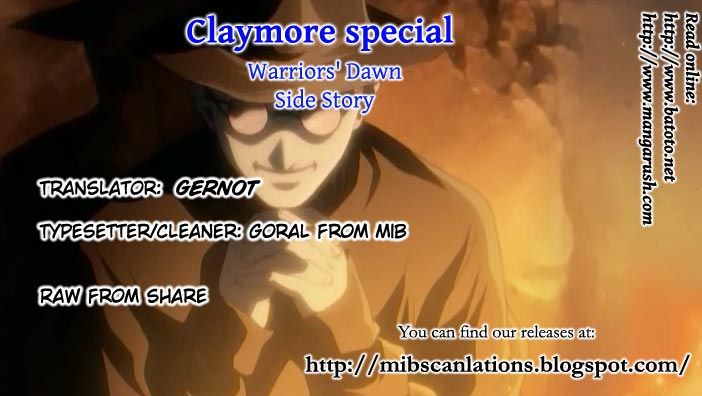 Claymore special
Warriors' Dawn
Side Story
TRANSLATOR: GERNOT
TYPESETTER/CLEANER: GORAL FROM MIB
RAW FROM SHARE
You can find our releases at:
http://mibscanlations.blogspot.com/
Read online:
http://www.batoto.net
http://www.mangarush.com